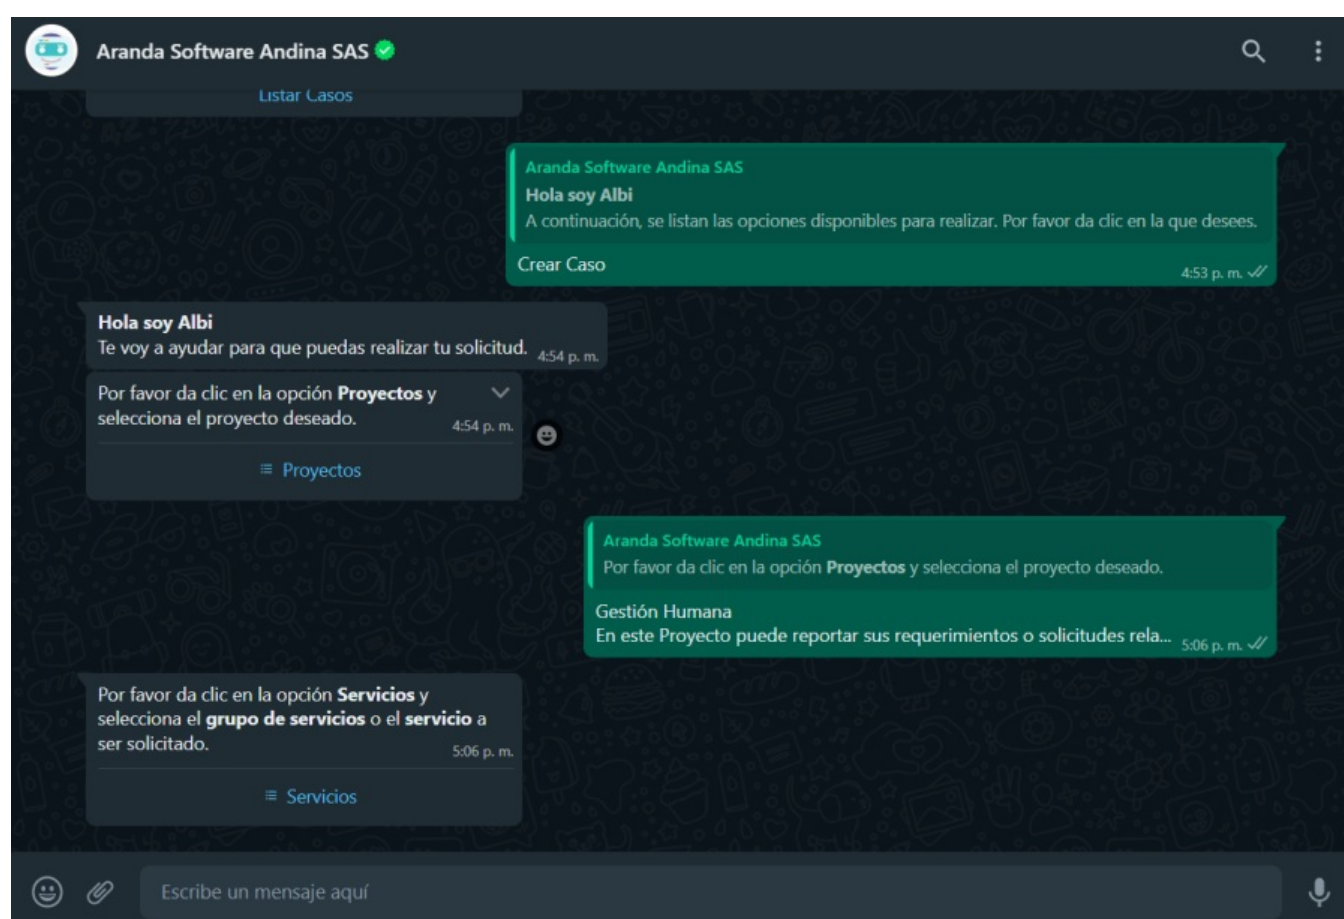 Aranda Software Andina SAS
Listar Casos
Aranda Software Andina SAS
Hola soy Albi
A continuación, se listan las opciones disponibles para realizar. Por favor da clic en la que desees.
Crear Caso
4:53 p. m.
Hola soy Albi
Te voy a ayudar para que puedas realizar tu solicitud. 4:54 p. m.
Por favor da clic en la opción Proyectos y
selecciona el proyecto deseado. 4:54 p. m.
Proyectos
Aranda Software Andina SAS
Por favor da clic en la opción Proyectos y selecciona el proyecto deseado.
Gestión Humana
En este Proyecto puede reportar sus requerimientos o solicitudes rela... 5:06 p. m.
Por favor da clic en la opción Servicios y
selecciona el grupo de servicios o el servicio a
ser solicitado. 5:06 p. m.
Servicios
Escribe un mensaje aquí